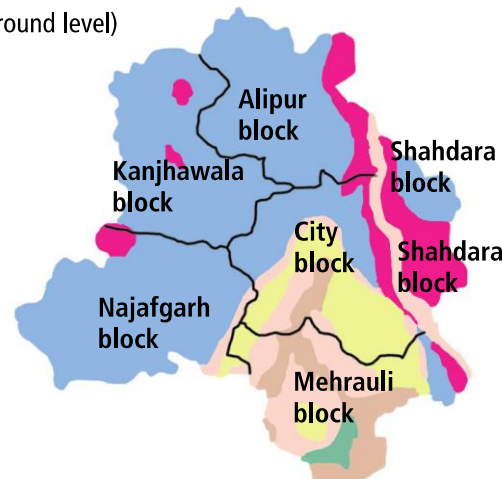 round level)
Alipur
block
Shahdara
block
Kanjhawala
block
City
block
Shahdara
block
Najafgarh
block
Mehrauli
block